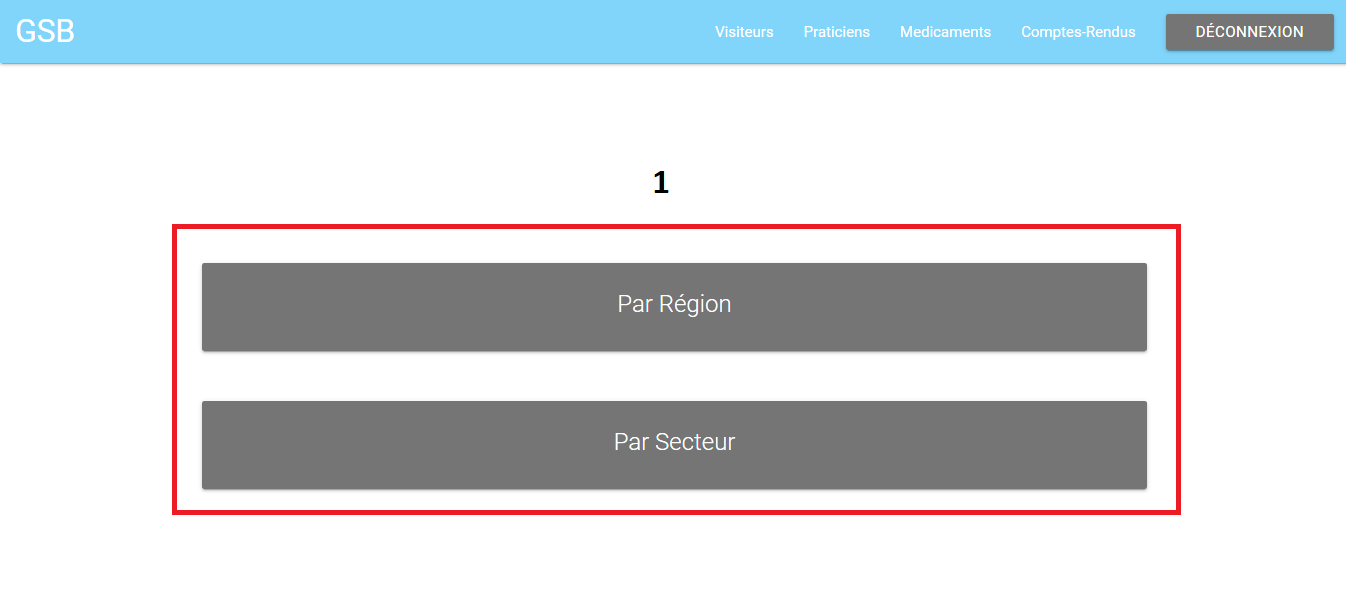 GSB
Visiteurs Praticiens Medicaments Comptes-Rendus DÉCONNEXION
1
Par Région
Par Secteur